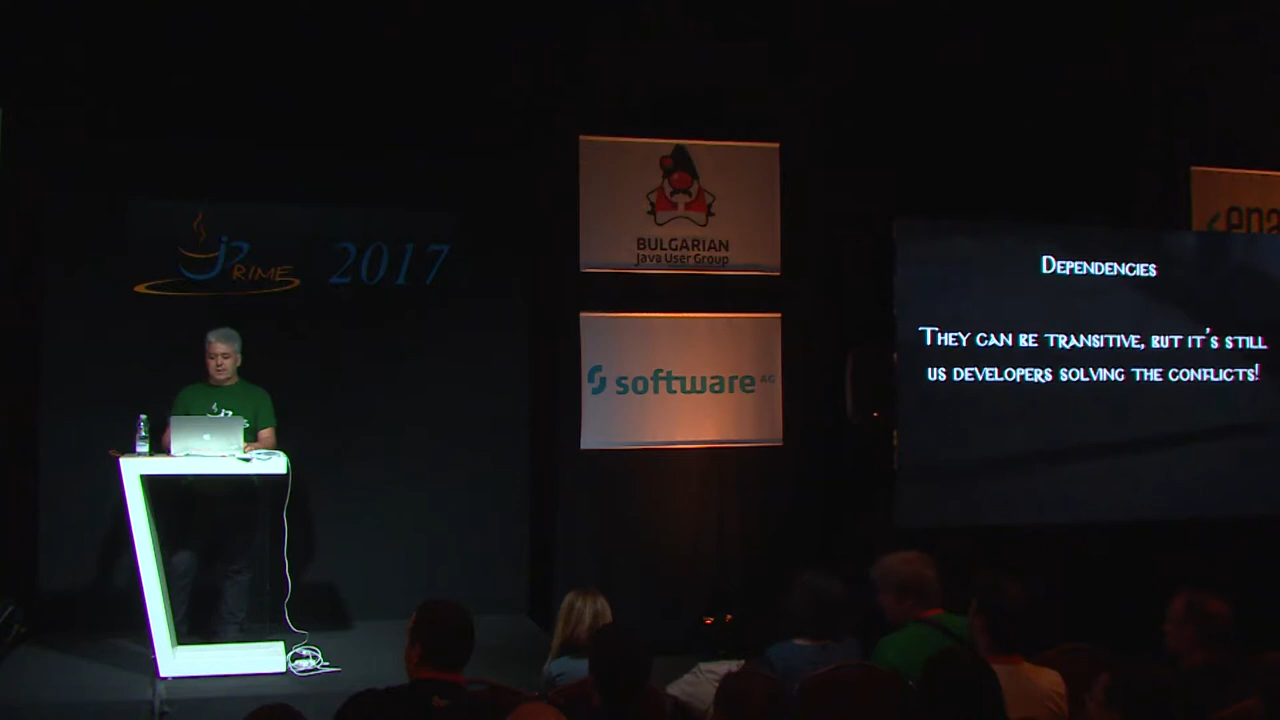 JPRIME 2017
BULGARIAN
Java User Group
software AG
DEPENDENCIES
THEY CAN BE TRANSITIVE, BUT IT'S STILL
US DEVELOPERS SOLVING THE CONFLICTS!